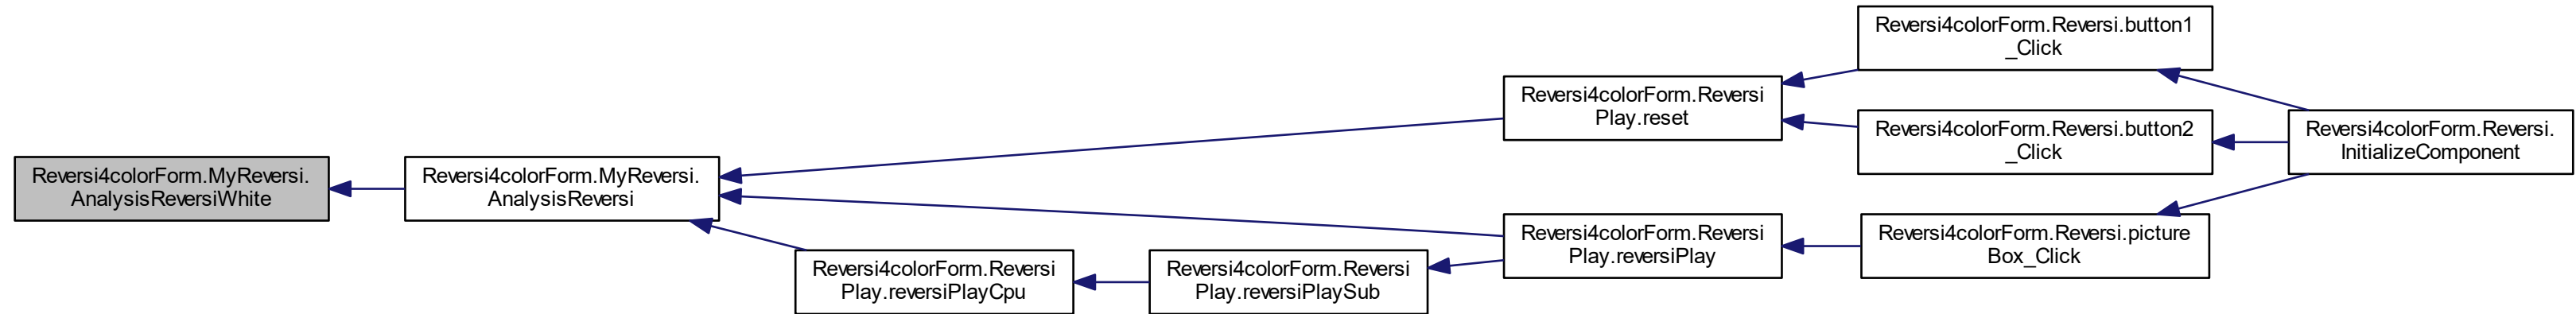 Reversi4colorForm.MyReversi.
AnalysisReversiWhite
Reversi4colorForm.MyReversi.
AnalysisReversi
Reversi4colorForm.Reversi
Play.reset
Reversi4colorForm.Reversi.button1
_Click
Reversi4colorForm.Reversi.button2
_Click
Reversi4colorForm.Reversi.
InitializeComponent
Reversi4colorForm.Reversi
Play.reversiPlay
Reversi4colorForm.Reversi.picture
Box_Click
Reversi4colorForm.Reversi
Play.reversiPlayCpu
Reversi4colorForm.Reversi
Play.reversiPlaySub